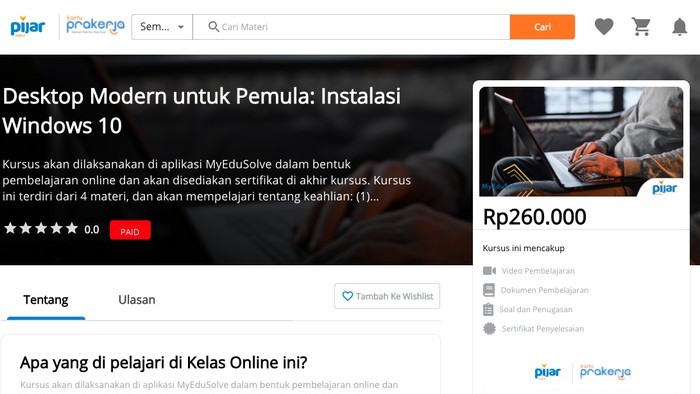 pijar
kartu
prakerja
Sem...
Cari Materi
Cari
Desktop Modern untuk Pemula: Instalasi
Windows 10
Kursus akan dilaksanakan di aplikasi MyEduSolve dalam bentuk
pembelajaran online dan akan disediakan sertifikat di akhir kursus. Kursus
ini terdiri dari 4 materi, dan akan mempelajari tentang keahlian: (1)...
0.0
PAID
MyEduSolve
pijar
Rp260.000
Kursus ini mencakup
Video Pembelajaran
Dokumen Pembelajaran
Soal dan Penugasan
Sertifikat Penyelesaian
pijar
kartu
prakerja
Tentang
Ulasan
Tambah Ke Wishlist
Apa yang di pelajari di Kelas Online ini?
Kursus akan dilaksanakan di aplikasi MyEduSolve dalam bentuk pembelajaran online dan